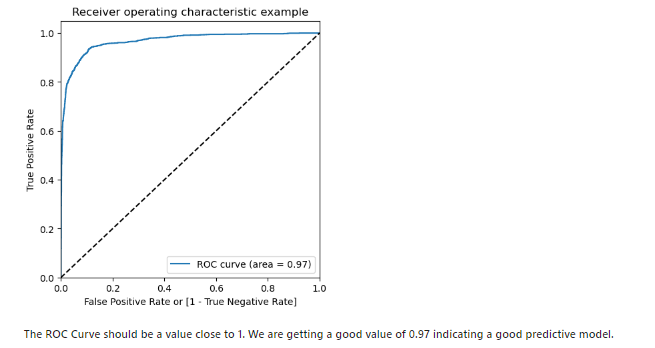 Receiver operating characteristic example
1.0
0.8
0.6
0.4
0.2
0.0
True Positive Rate
ROC curve (area = 0.97)
0.0 0.2 0.4 0.6 0.8 1.0
False Positive Rate or [1 - True Negative Rate]
The ROC Curve should be a value close to 1. We are getting a good value of 0.97 indicating a good predictive model.